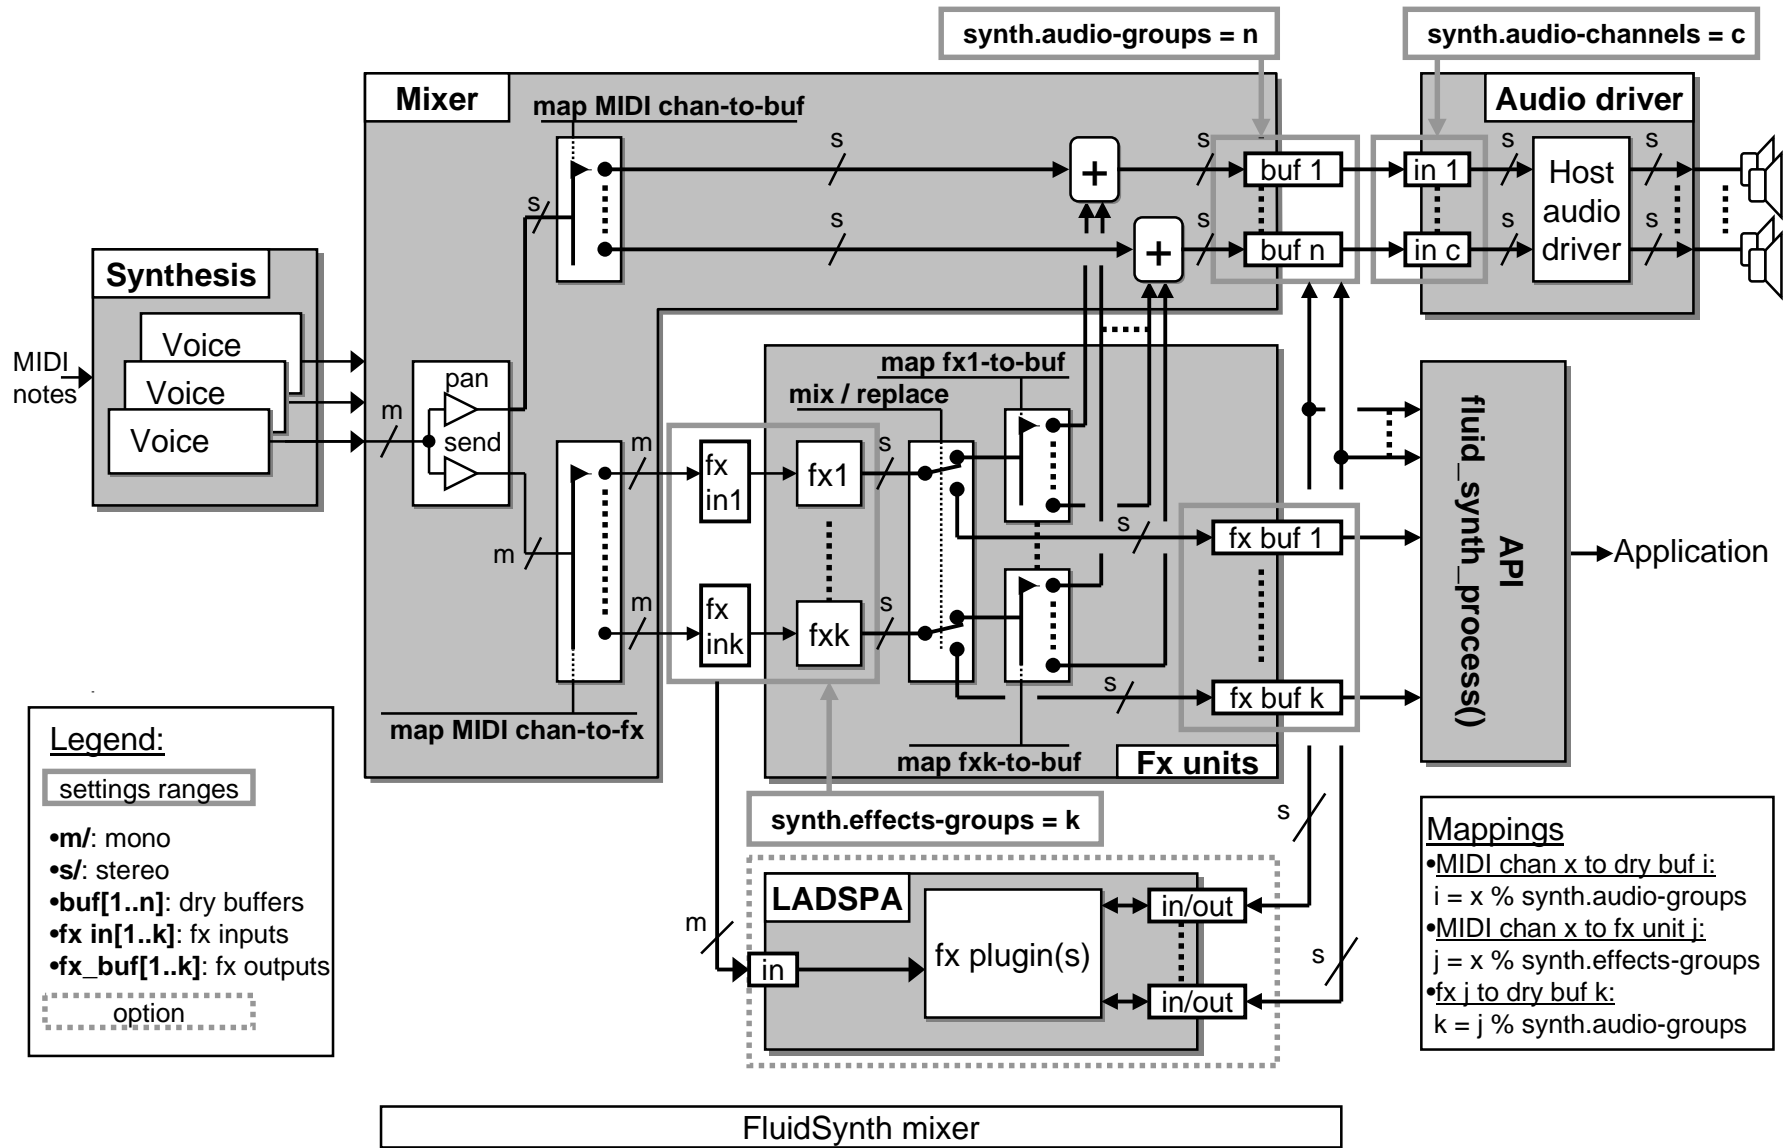 synth.audio-groups = n
synth.audio-channels = c
Mixer
map MIDI chan-to-buf
Audio driver
s
s
s
s
s
buf 1
in 1
Host
audio
driver
+
s
s
s
s
s
buf n
in c
+
Synthesis
Voice
Voice
Voice
MIDI
notes
m
pan
send
m
map MIDI chan-to-fx
map fx1-to-buf
mix / replace
m
fx
in1
fx1
s
m
fx
ink
fxk
s
s
fx buf 1
s
fx buf k
map fxk-to-buf
Fx units
API
fluid_synth_process()
Application
synth.effects-groups = k
s
s
m
LADSPA
in
fx plugin(s)
in/out
in/out
Legend:
settings ranges
•m/: mono
•s/: stereo
•buf[1..n]: dry buffers
•fx in[1..k]: fx inputs
•fx_buf[1..k]: fx outputs
option
Mappings
•MIDI chan x to dry buf i:
i = x % synth.audio-groups
•MIDI chan x to fx unit j:
j = x % synth.effects-groups
•fx j to dry buf k:
k = j % synth.audio-groups
FluidSynth mixer